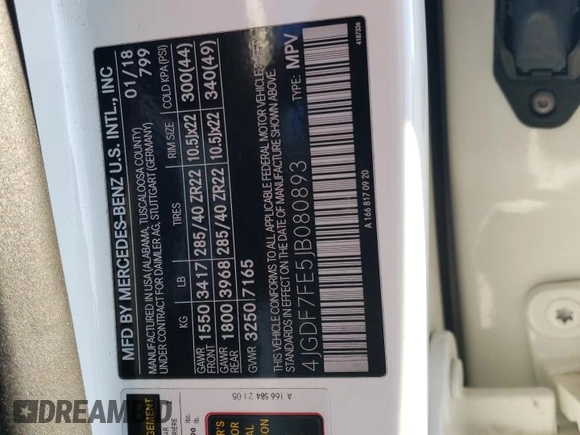 MFD BY MERCEDES-BENZ U.S. INTL., INC
MANUFACTURED IN USA (ALABAMA, TUSCALOOSA COUNTY)
UNDER CONTRACT FOR DAIMLER AG, STUTTGART (GERMANY)
01/18
799
KG LB TIRES RIM SIZE COLD KPA (PSI)
GAWR FRONT 1550 3417 285/40 ZR22 10.5Jx22 300(44)
GAWR REAR 1800 3968 285/40 ZR22 10.5Jx22 340(49)
GVWR 3250 7165
THIS VEHICLE CONFORMS TO ALL APPLICABLE FEDERAL MOTOR VEHICLE
STANDARDS IN EFFECT ON THE DATE OF MANUFACTURE SHOWN ABOVE.
4JGDF7FE5JB080893 TYPE: MPV
A 166 817 09 20
4187336
A 166 584 21 05
DREAMBID